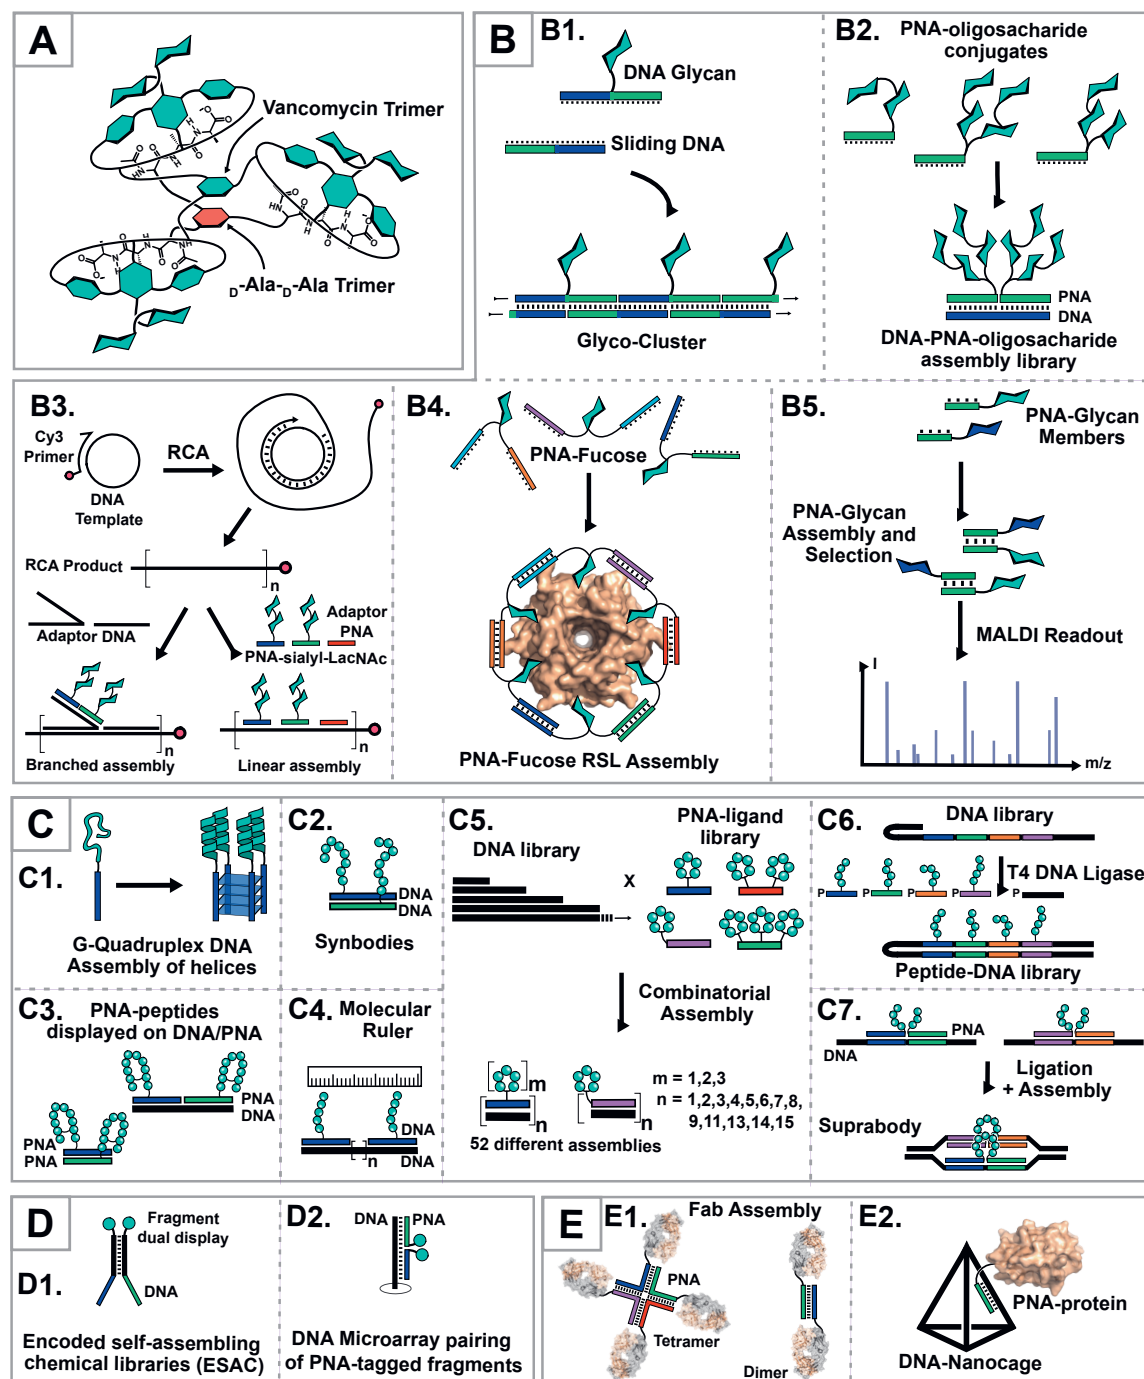 A
Vancomycin Trimer
D-Ala-D-Ala Trimer
B
B1.
DNA Glycan
Sliding DNA
Glyco-Cluster
B2.
PNA-oligosacharide
conjugates
PNA
DNA
DNA-PNA-oligosacharide
assembly library
B3.
Cy3
Primer
RCA
DNA
Template
RCA Product
n
Adaptor DNA
Adaptor
PNA
PNA-sialyl-LacNAc
n
Branched assembly
n
Linear assembly
B4.
PNA-Fucose
PNA-Fucose RSL Assembly
B5.
PNA-Glycan
Members
PNA-Glycan
Assembly and
Selection
MALDI Readout
I
m/z
C
C1.
G-Quadruplex DNA
Assembly of helices
C2.
DNA
DNA
Synbodies
C3.
PNA-peptides
displayed on DNA/PNA
PNA
DNA
PNA
PNA
C4.
Molecular
Ruler
DNA
n
DNA
C5.
DNA library
PNA-ligand
library
X
Combinatorial
Assembly
m
n
n
m = 1,2,3
n = 1,2,3,4,5,6,7,8,
9,11,13,14,15
52 different assemblies
C6.
DNA library
T4 DNA Ligase
P
P
P
P
P
Peptide-DNA library
C7.
PNA
DNA
Ligation
+ Assembly
Suprabody
D
D1.
Fragment
dual display
DNA
Encoded self-assembling
chemical libraries (ESAC)
D2.
DNA
PNA
DNA Microarray pairing
of PNA-tagged fragments
E
E1.
Fab Assembly
PNA
Tetramer
Dimer
E2.
PNA-protein
DNA-Nanocage